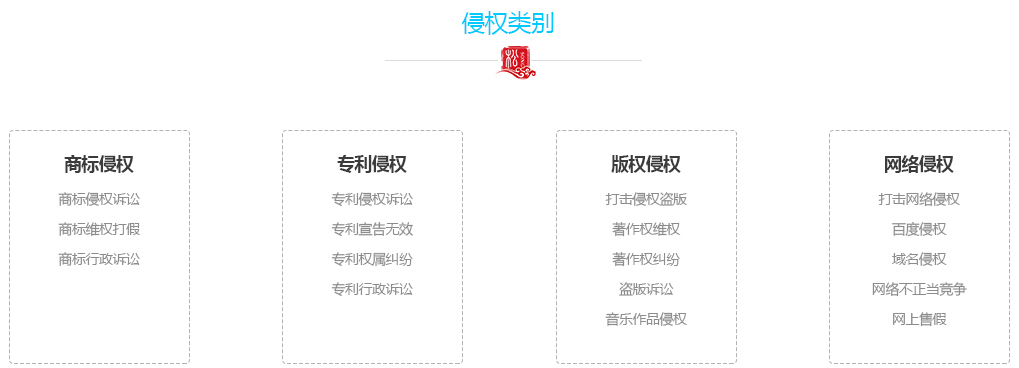 侵权类别
松
商标侵权
商标侵权诉讼
商标维权打假
商标行政诉讼
专利侵权
专利侵权诉讼
专利宣告无效
专利权属纠纷
专利行政诉讼
版权侵权
打击侵权盗版
著作权维权
著作权纠纷
盗版诉讼
音乐作品侵权
网络侵权
打击网络侵权
百度侵权
域名侵权
网络不正当竞争
网上售假